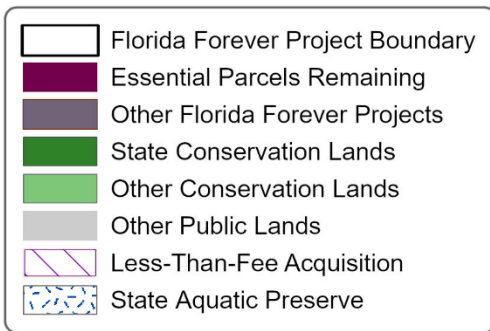 Florida Forever Project Boundary
Essential Parcels Remaining
Other Florida Forever Projects
State Conservation Lands
Other Conservation Lands
Other Public Lands
Less-Than-Fee Acquisition
State Aquatic Preserve